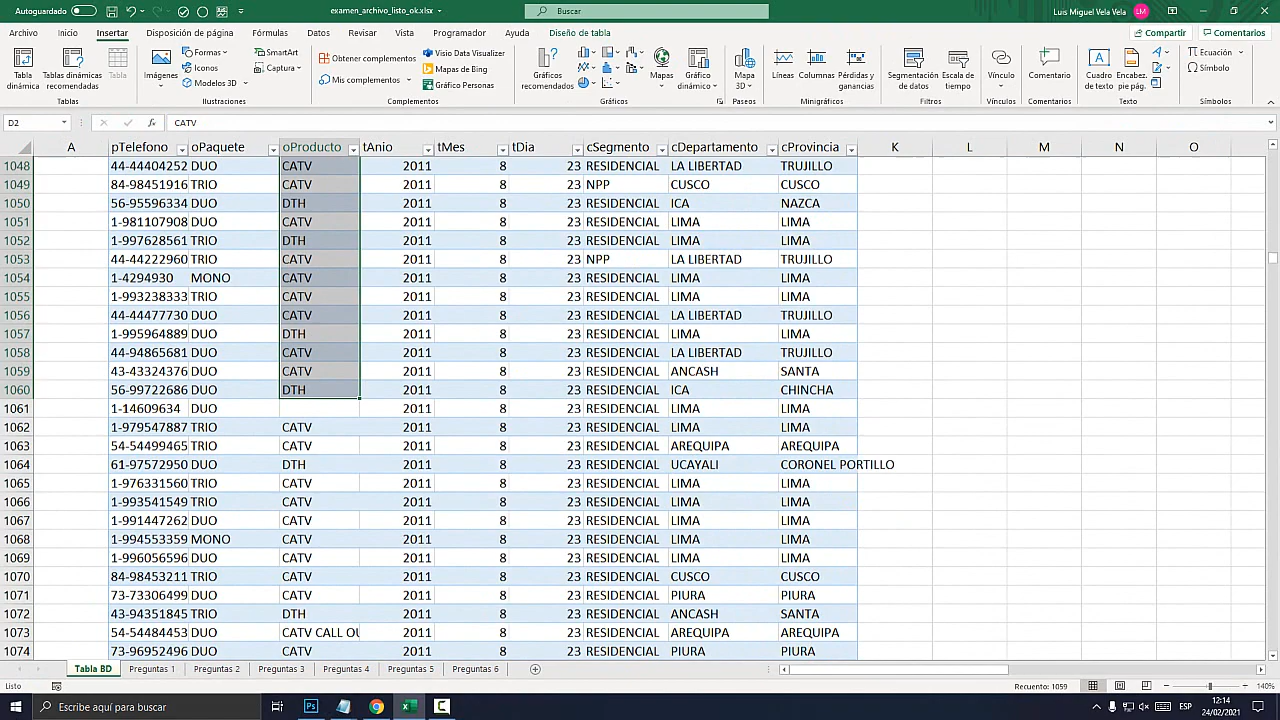 Autoguardado examen_archivo_listo_ok.xlsx Buscar Luis Miguel Vela Vela LM
Archivo Inicio Insertar Disposición de página Fórmulas Datos Revisar Vista Programador Ayuda Diseño de tabla Compartir Comentarios
Tabla dinámica Tablas dinámicas recomendadas Tabla Imágenes Formas Iconos Modelos 3D SmartArt Captura Obtener complementos Mis complementos Visio Data Visualizer Mapas de Bing Gráfico Personas Gráficos recomendados Mapas Gráfico dinámico Mapa 3D Líneas Columnas Pérdidas y ganancias Segmentación de datos Escala de tiempo Vínculo Comentario Cuadro de texto Encabez. pie pág. Ecuación Símbolo
Tablas Ilustraciones Complementos Gráficos Paseos Minigráficos Filtros Vínculos Comentarios Texto Símbolos
D2 fx CATV
A pTelefono oPaquete oProducto tAnio tMes tDia cSegmento cDepartamento cProvincia K L M N O
1048 44-44404252 DUO CATV 2011 8 23 RESIDENCIAL LA LIBERTAD TRUJILLO
1049 84-98451916 TRIO CATV 2011 8 23 NPP CUSCO CUSCO
1050 56-95596334 DUO DTH 2011 8 23 RESIDENCIAL ICA NAZCA
1051 1-981107908 TRIO CATV 2011 8 23 RESIDENCIAL LIMA LIMA
1052 1-997628561 TRIO DTH 2011 8 23 RESIDENCIAL LIMA LIMA
1053 44-44222960 TRIO CATV 2011 8 23 NPP LA LIBERTAD TRUJILLO
1054 1-4294930 MONO CATV 2011 8 23 RESIDENCIAL LIMA LIMA
1055 1-993238333 TRIO CATV 2011 8 23 RESIDENCIAL LIMA LIMA
1056 44-44477730 DUO CATV 2011 8 23 RESIDENCIAL LA LIBERTAD TRUJILLO
1057 1-995964889 TRIO DTH 2011 8 23 RESIDENCIAL LIMA LIMA
1058 44-94865681 DUO CATV 2011 8 23 RESIDENCIAL LA LIBERTAD TRUJILLO
1059 43-43324376 DUO CATV 2011 8 23 RESIDENCIAL ANCASH SANTA
1060 56-99722686 DUO DTH 2011 8 23 RESIDENCIAL ICA CHINCHA
1061 1-14609634 DUO 2011 8 23 RESIDENCIAL LIMA LIMA
1062 1-979547887 TRIO CATV 2011 8 23 RESIDENCIAL LIMA LIMA
1063 54-54499465 TRIO CATV 2011 8 23 RESIDENCIAL AREQUIPA AREQUIPA
1064 61-97572950 DUO DTH 2011 8 23 RESIDENCIAL UCAYALI CORONEL PORTILLO
1065 1-976331560 TRIO CATV 2011 8 23 RESIDENCIAL LIMA LIMA
1066 1-993541549 TRIO CATV 2011 8 23 RESIDENCIAL LIMA LIMA
1067 1-991447262 DUO CATV 2011 8 23 RESIDENCIAL LIMA LIMA
1068 1-994553359 MONO CATV 2011 8 23 RESIDENCIAL LIMA LIMA
1069 1-996056596 DUO CATV 2011 8 23 RESIDENCIAL LIMA LIMA
1070 84-98453211 TRIO CATV 2011 8 23 RESIDENCIAL CUSCO CUSCO
1071 73-73306499 DUO CATV 2011 8 23 RESIDENCIAL PIURA PIURA
1072 43-94351845 TRIO DTH 2011 8 23 RESIDENCIAL ANCASH SANTA
1073 54-54484453 DUO CATV CALL OU 2011 8 23 RESIDENCIAL AREQUIPA AREQUIPA
1074 73-96952496 DUO CATV 2011 8 23 RESIDENCIAL PIURA PIURA
Tabla BD Preguntas 1 Preguntas 2 Preguntas 3 Preguntas 4 Preguntas 5 Preguntas 6
Listo Recuento: 1059 140%
Escribe aquí para buscar ESP 12:14
24/02/2021